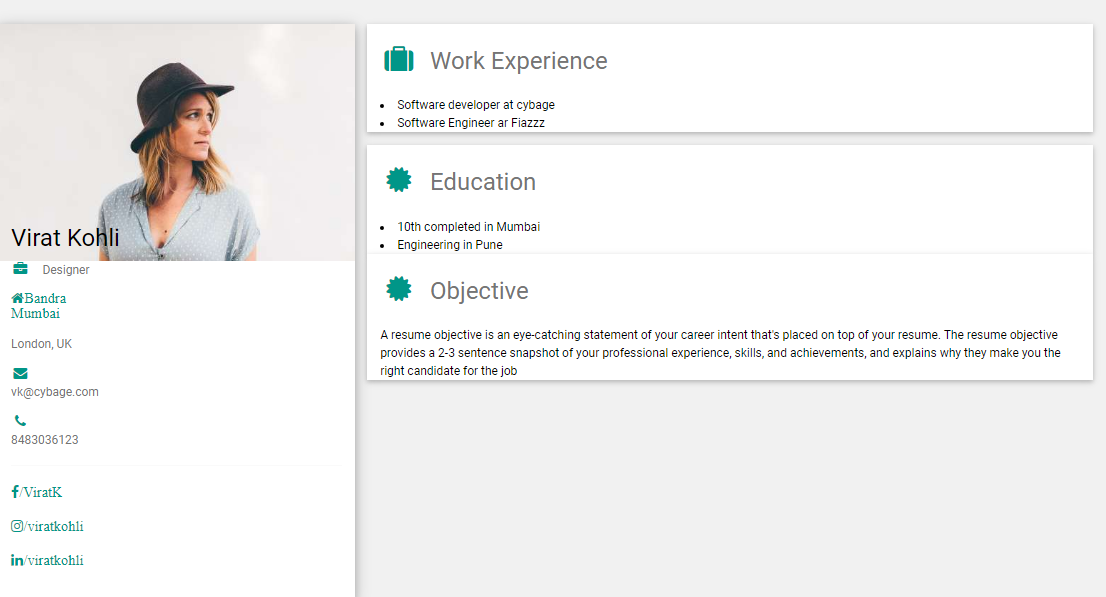 Virat Kohli
Designer
Bandra
Mumbai
London, UK
vk@cybage.com
8483036123
/ViratK
/viratkohli
/viratkohli
Work Experience
Software developer at cybage
Software Engineer ar Fiazzz
Education
10th completed in Mumbai
Engineering in Pune
Objective
A resume objective is an eye-catching statement of your career intent that's placed on top of your resume. The resume objective
provides a 2-3 sentence snapshot of your professional experience, skills, and achievements, and explains why they make you the
right candidate for the job